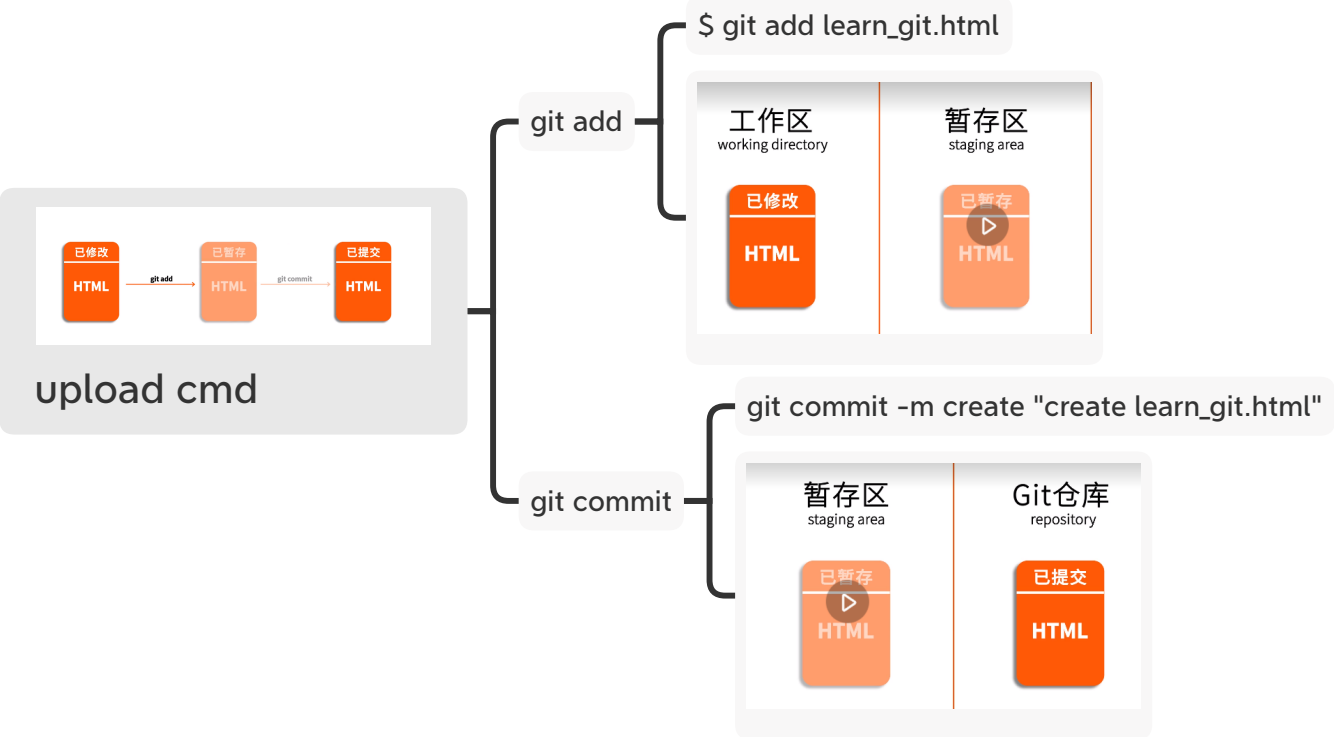 已修改
HTML
git add
已暂存
HTML
git commit
已提交
HTML
upload cmd
git add
$ git add learn_git.html
工作区
working directory
已修改
HTML
暂存区
staging area
已暂存
HTML
git commit
git commit -m create "create learn_git.html"
暂存区
staging area
已暂存
HTML
Git仓库
repository
已提交
HTML